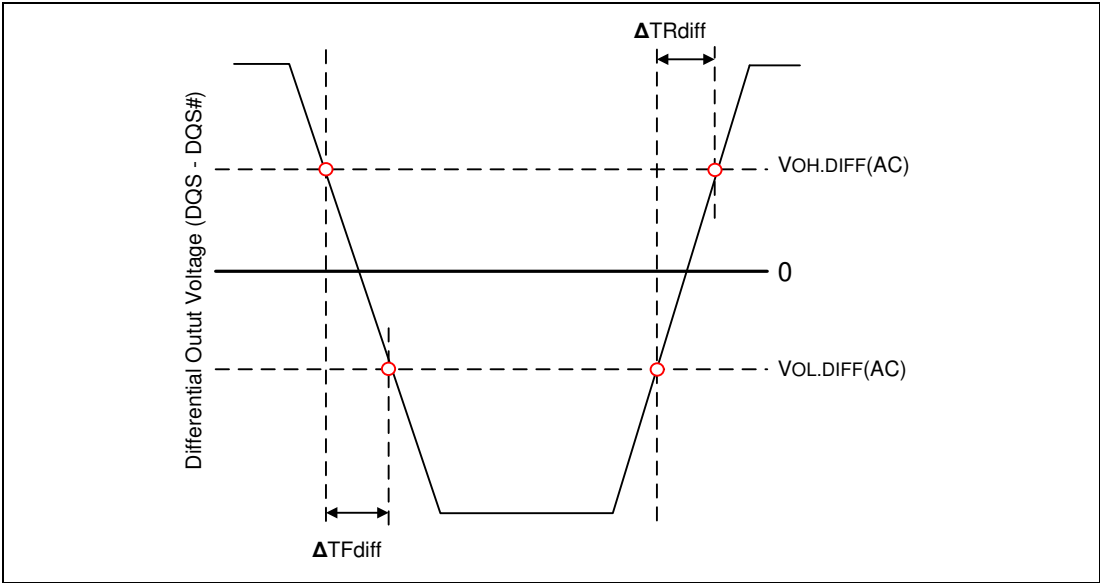 ΔTRdiff
Differential Outut Voltage (DQS - DQS#)
VOH.DIFF(AC)
0
VOL.DIFF(AC)
ΔTFdiff